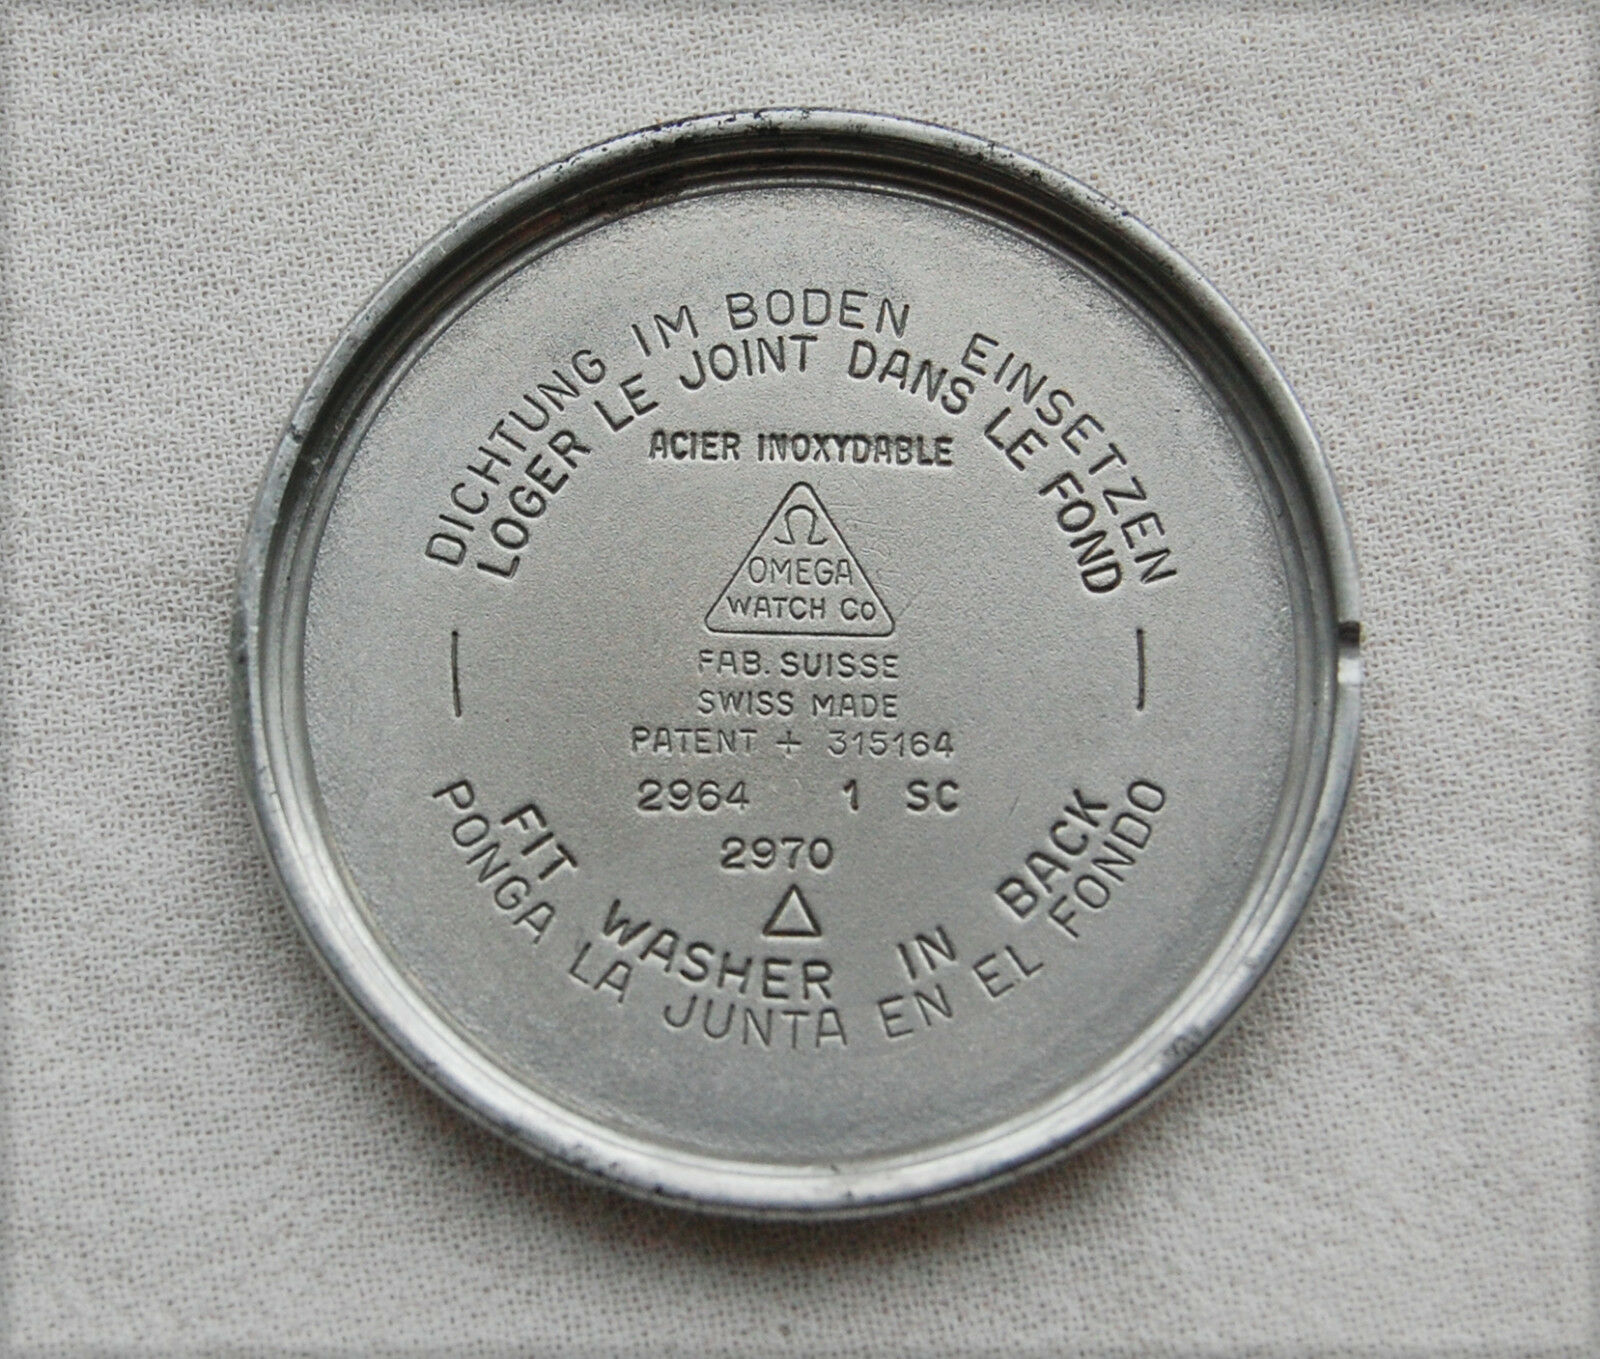 DICHTUNG IM BODEN EINSETZEN
LOGER LE JOINT DANS LE FOND
ACIER INOXYDABLE
Ω
OMEGA
WATCH Co
FAB. SUISSE
SWISS MADE
PATENT + 315164
2964 1 SC
2970
FIT WASHER IN BACK
PONGA LA JUNTA EN EL FONDO